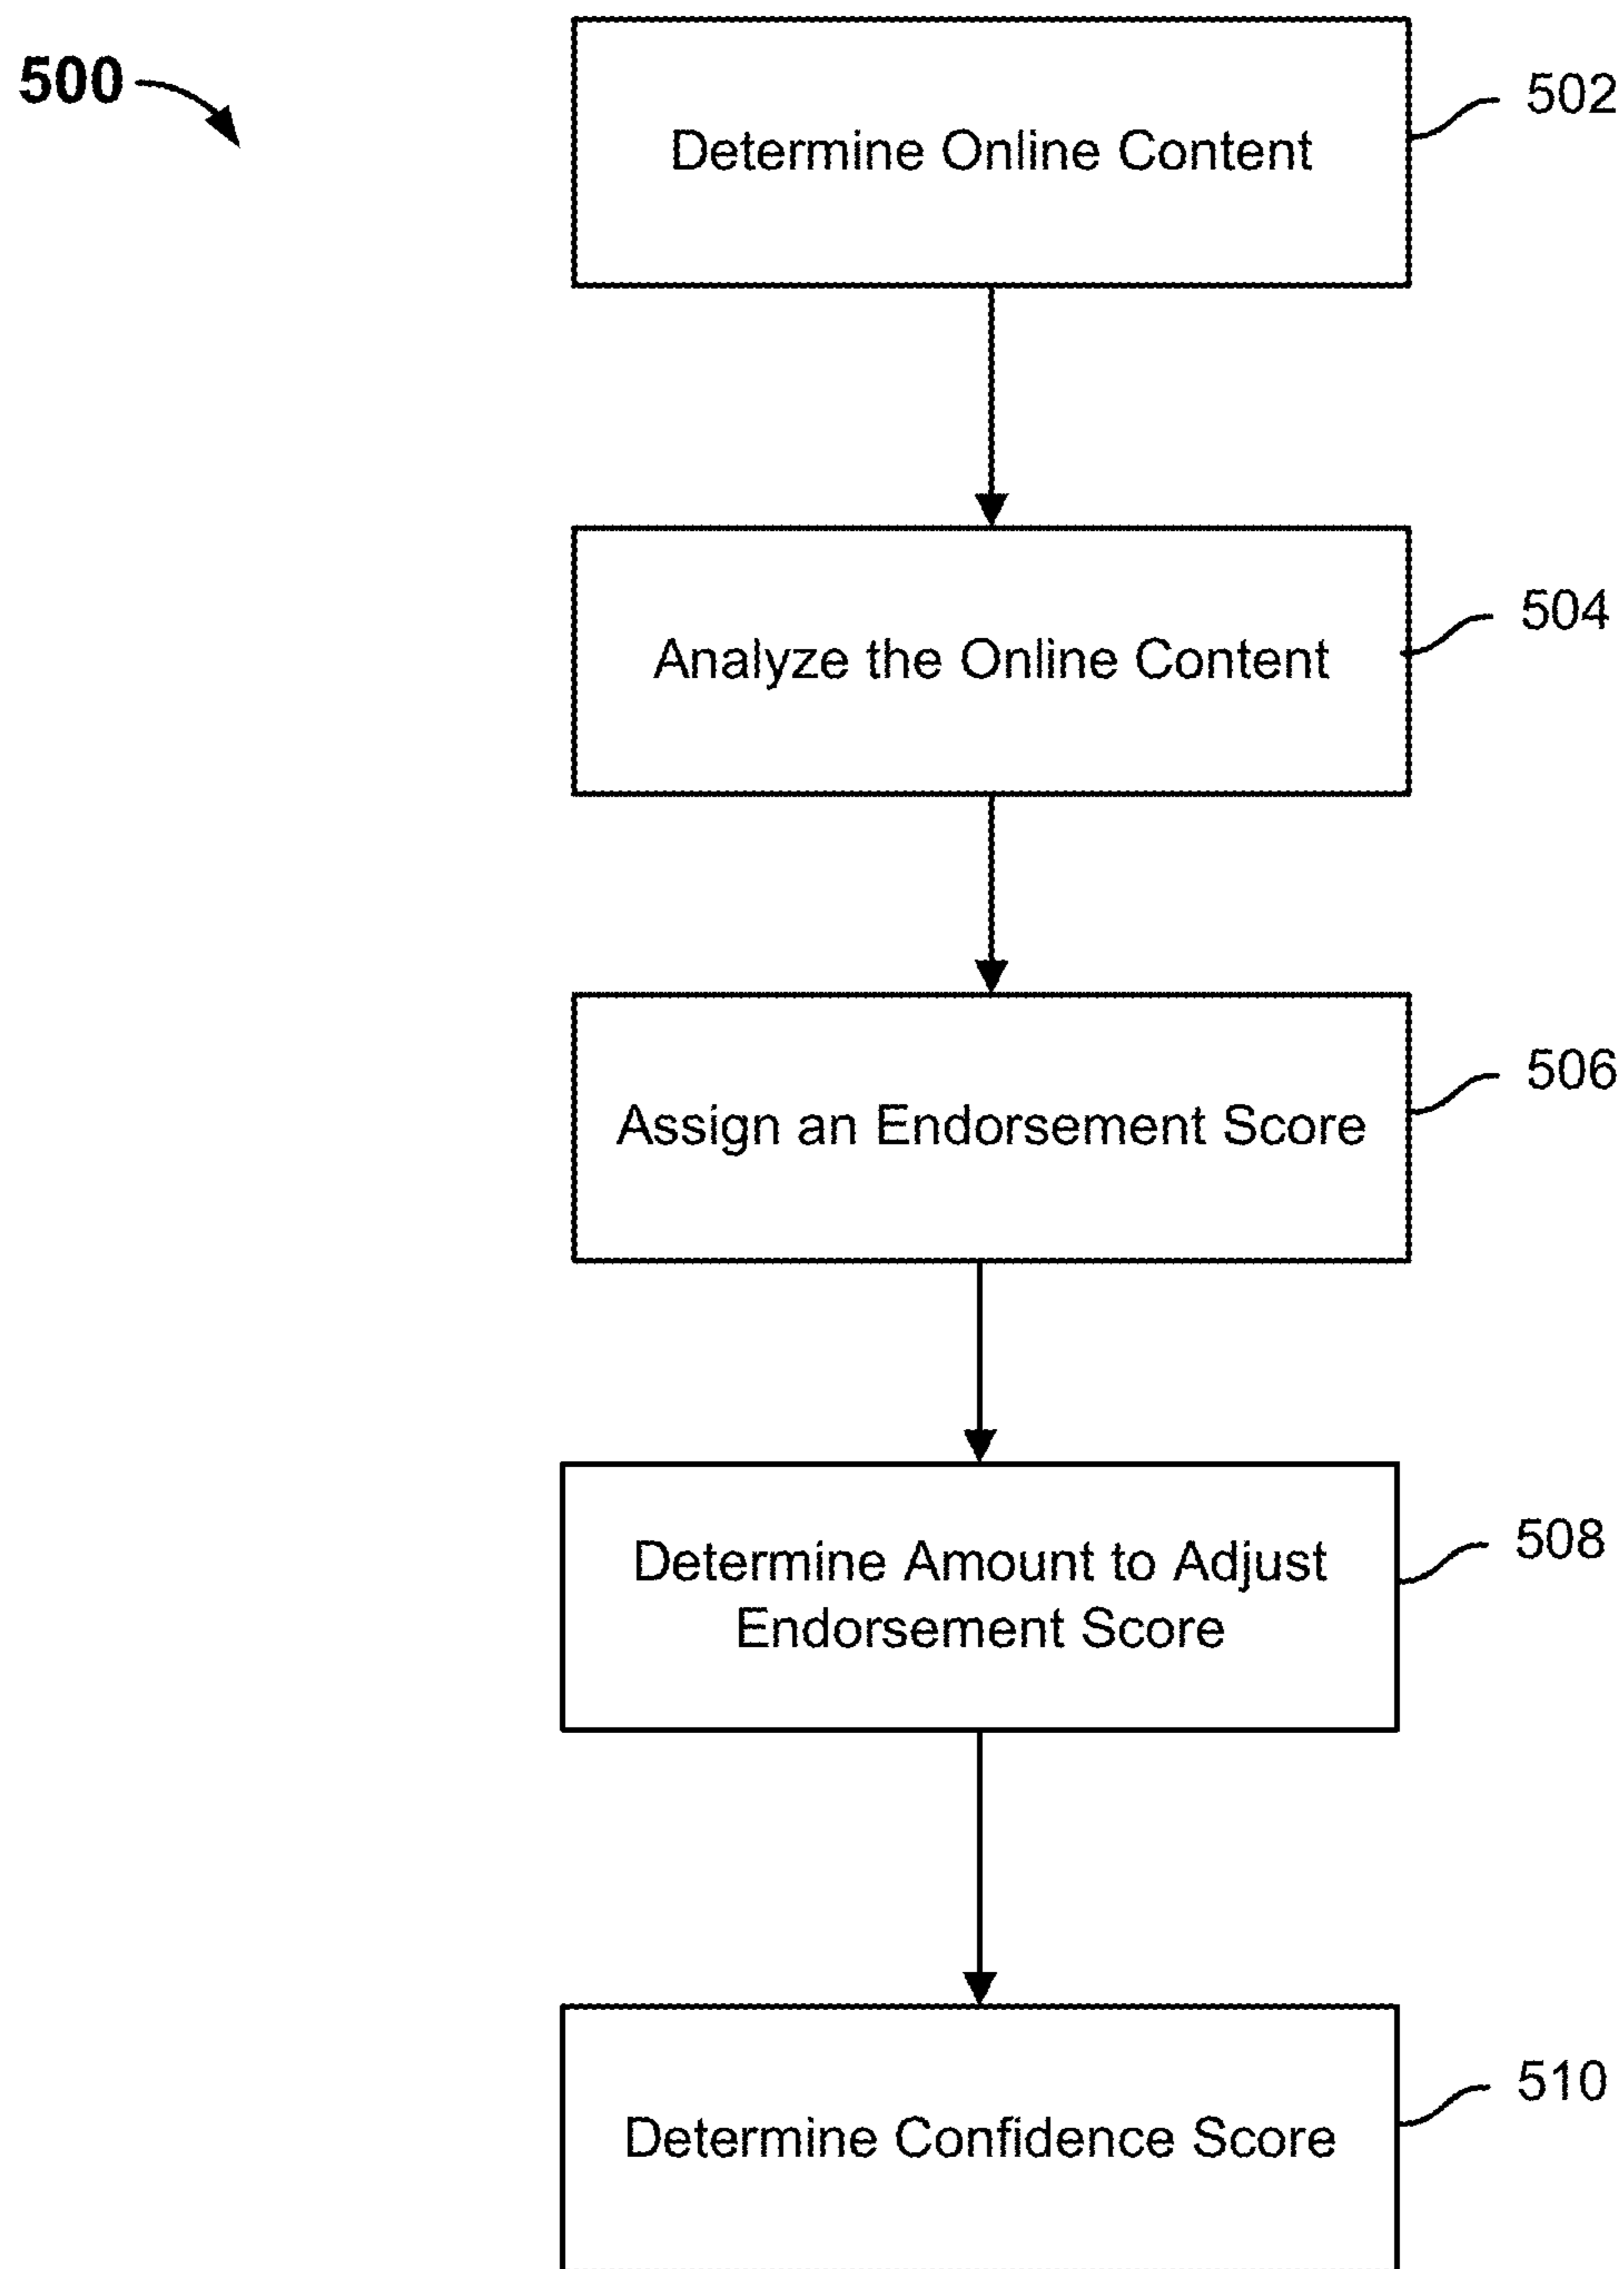 500
502
Determine Online Content
504
Analyze the Online Content
506
Assign an Endorsement Score
508
Determine Amount to Adjust
Endorsement Score
510
Determine Confidence Score